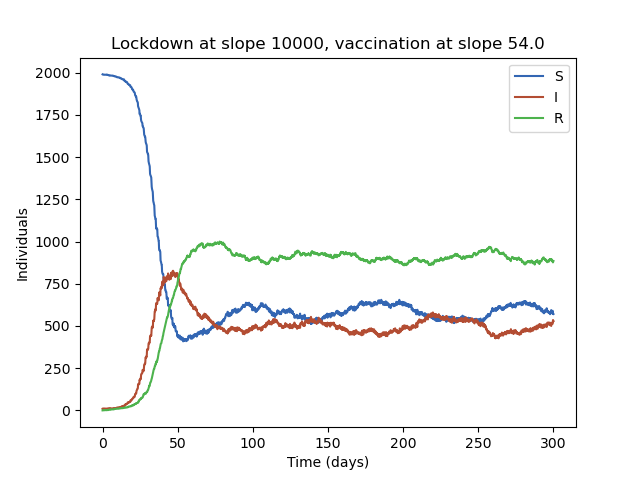 Lockdown at slope 10000, vaccination at slope 54.0
S
I
R
Individuals
2000
1750
1500
1250
1000
750
500
250
0
0 50 100 150 200 250 300
Time (days)